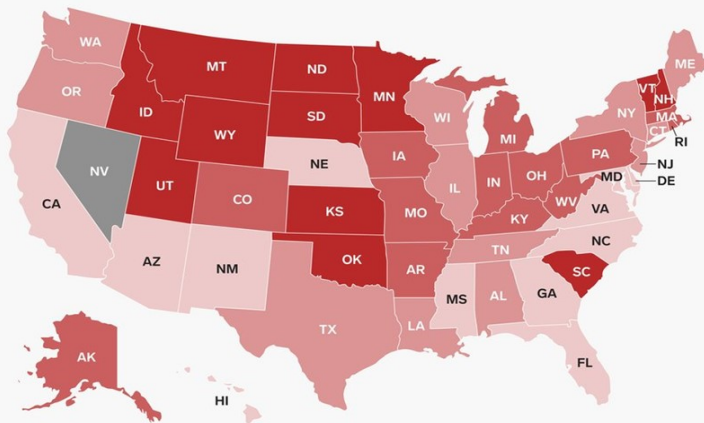 WA
MT
ND
MN
ME
VT
NH
OR
ID
SD
WI
NY
MA
WY
MI
CT
RI
NE
IA
PA
NJ
NV
UT
CO
IL
IN
OH
MD
DE
CA
KS
MO
WV
VA
KY
AZ
NM
OK
AR
TN
NC
SC
MS
AL
GA
TX
LA
AK
FL
HI